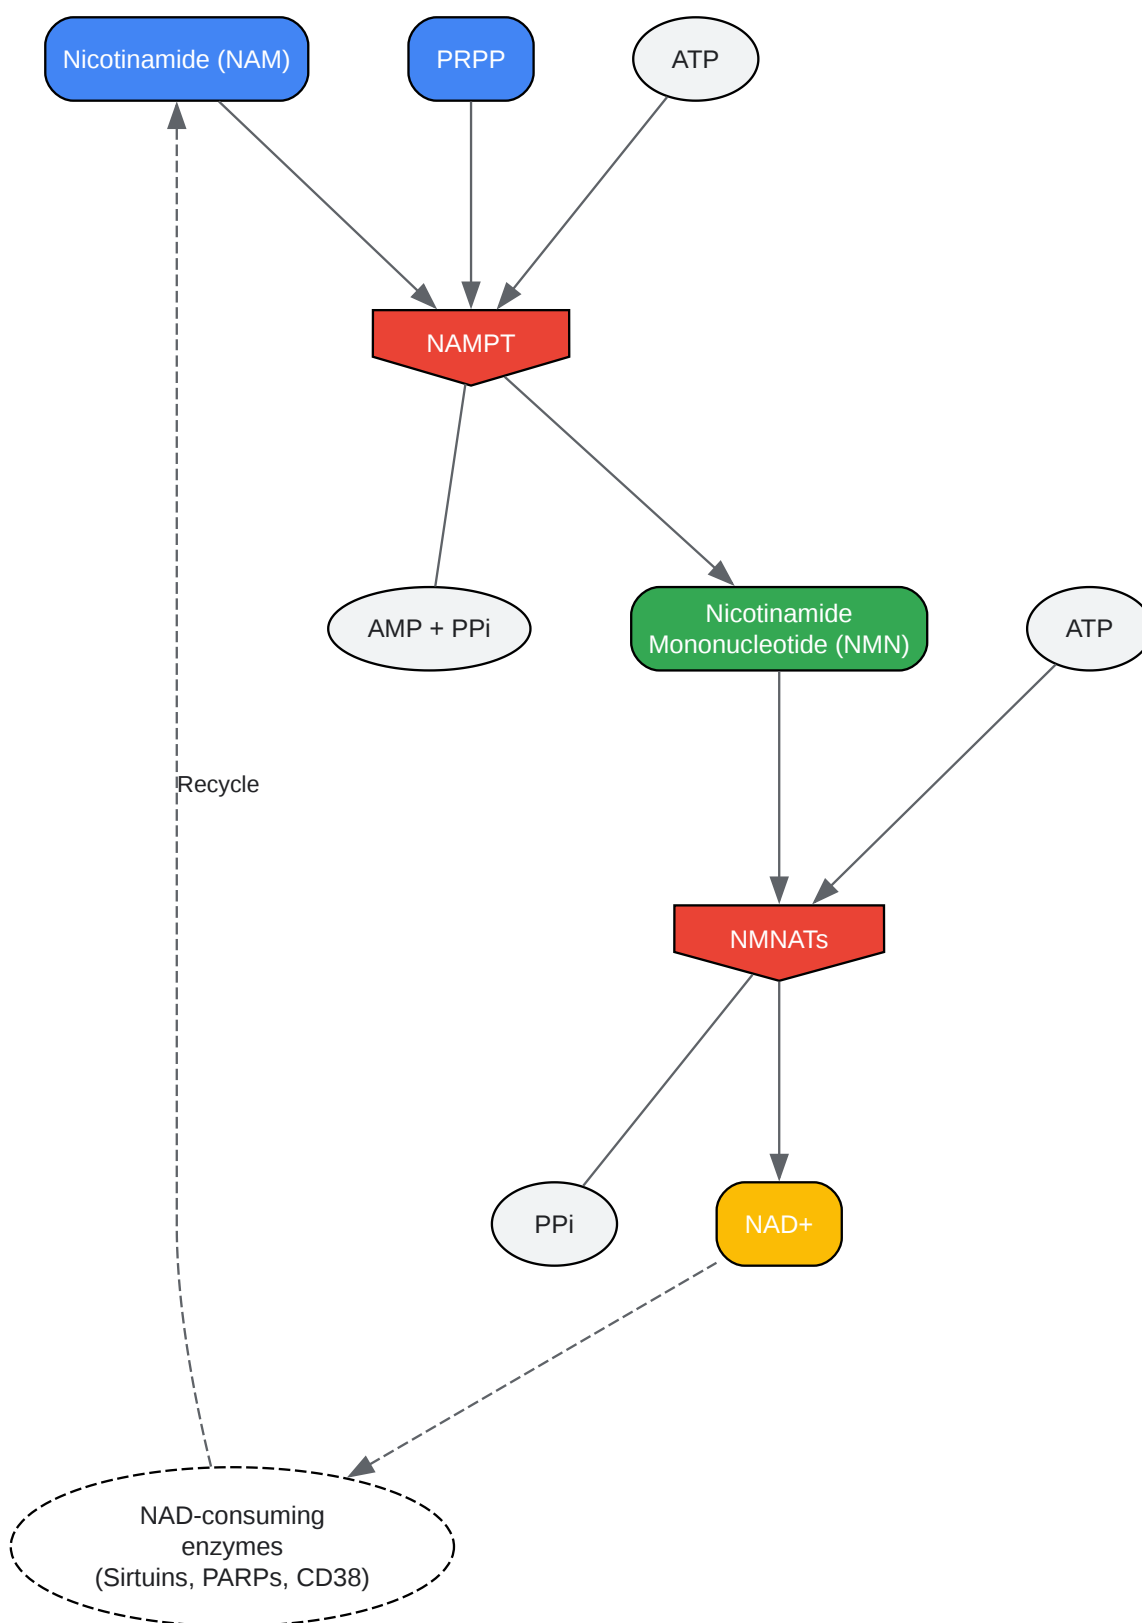 Nicotinamide (NAM)
PRPP
ATP
NAMPT
AMP + PPi
Nicotinamide
Mononucleotide (NMN)
ATP
Recycle
NMNATs
PPi
NAD+
NAD-consuming
enzymes
(Sirtuins, PARPs, CD38)